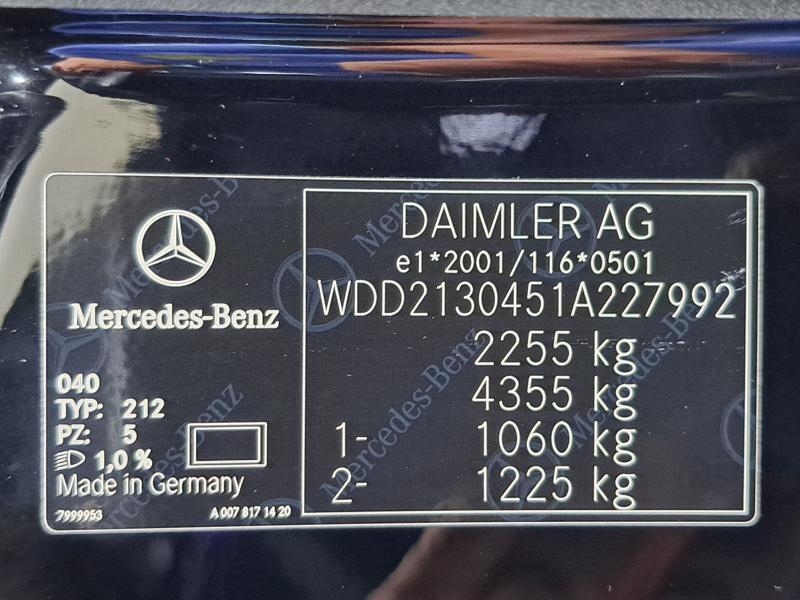 Mercedes-Benz
040
TYP: 212
PZ: 5
1,0 %
Made in Germany
7999953
A 007 817 14 20
DAIMLER AG
e1*2001/116*0501
WDD2130451A227992
2255 kg
4355 kg
1- 1060 kg
2- 1225 kg